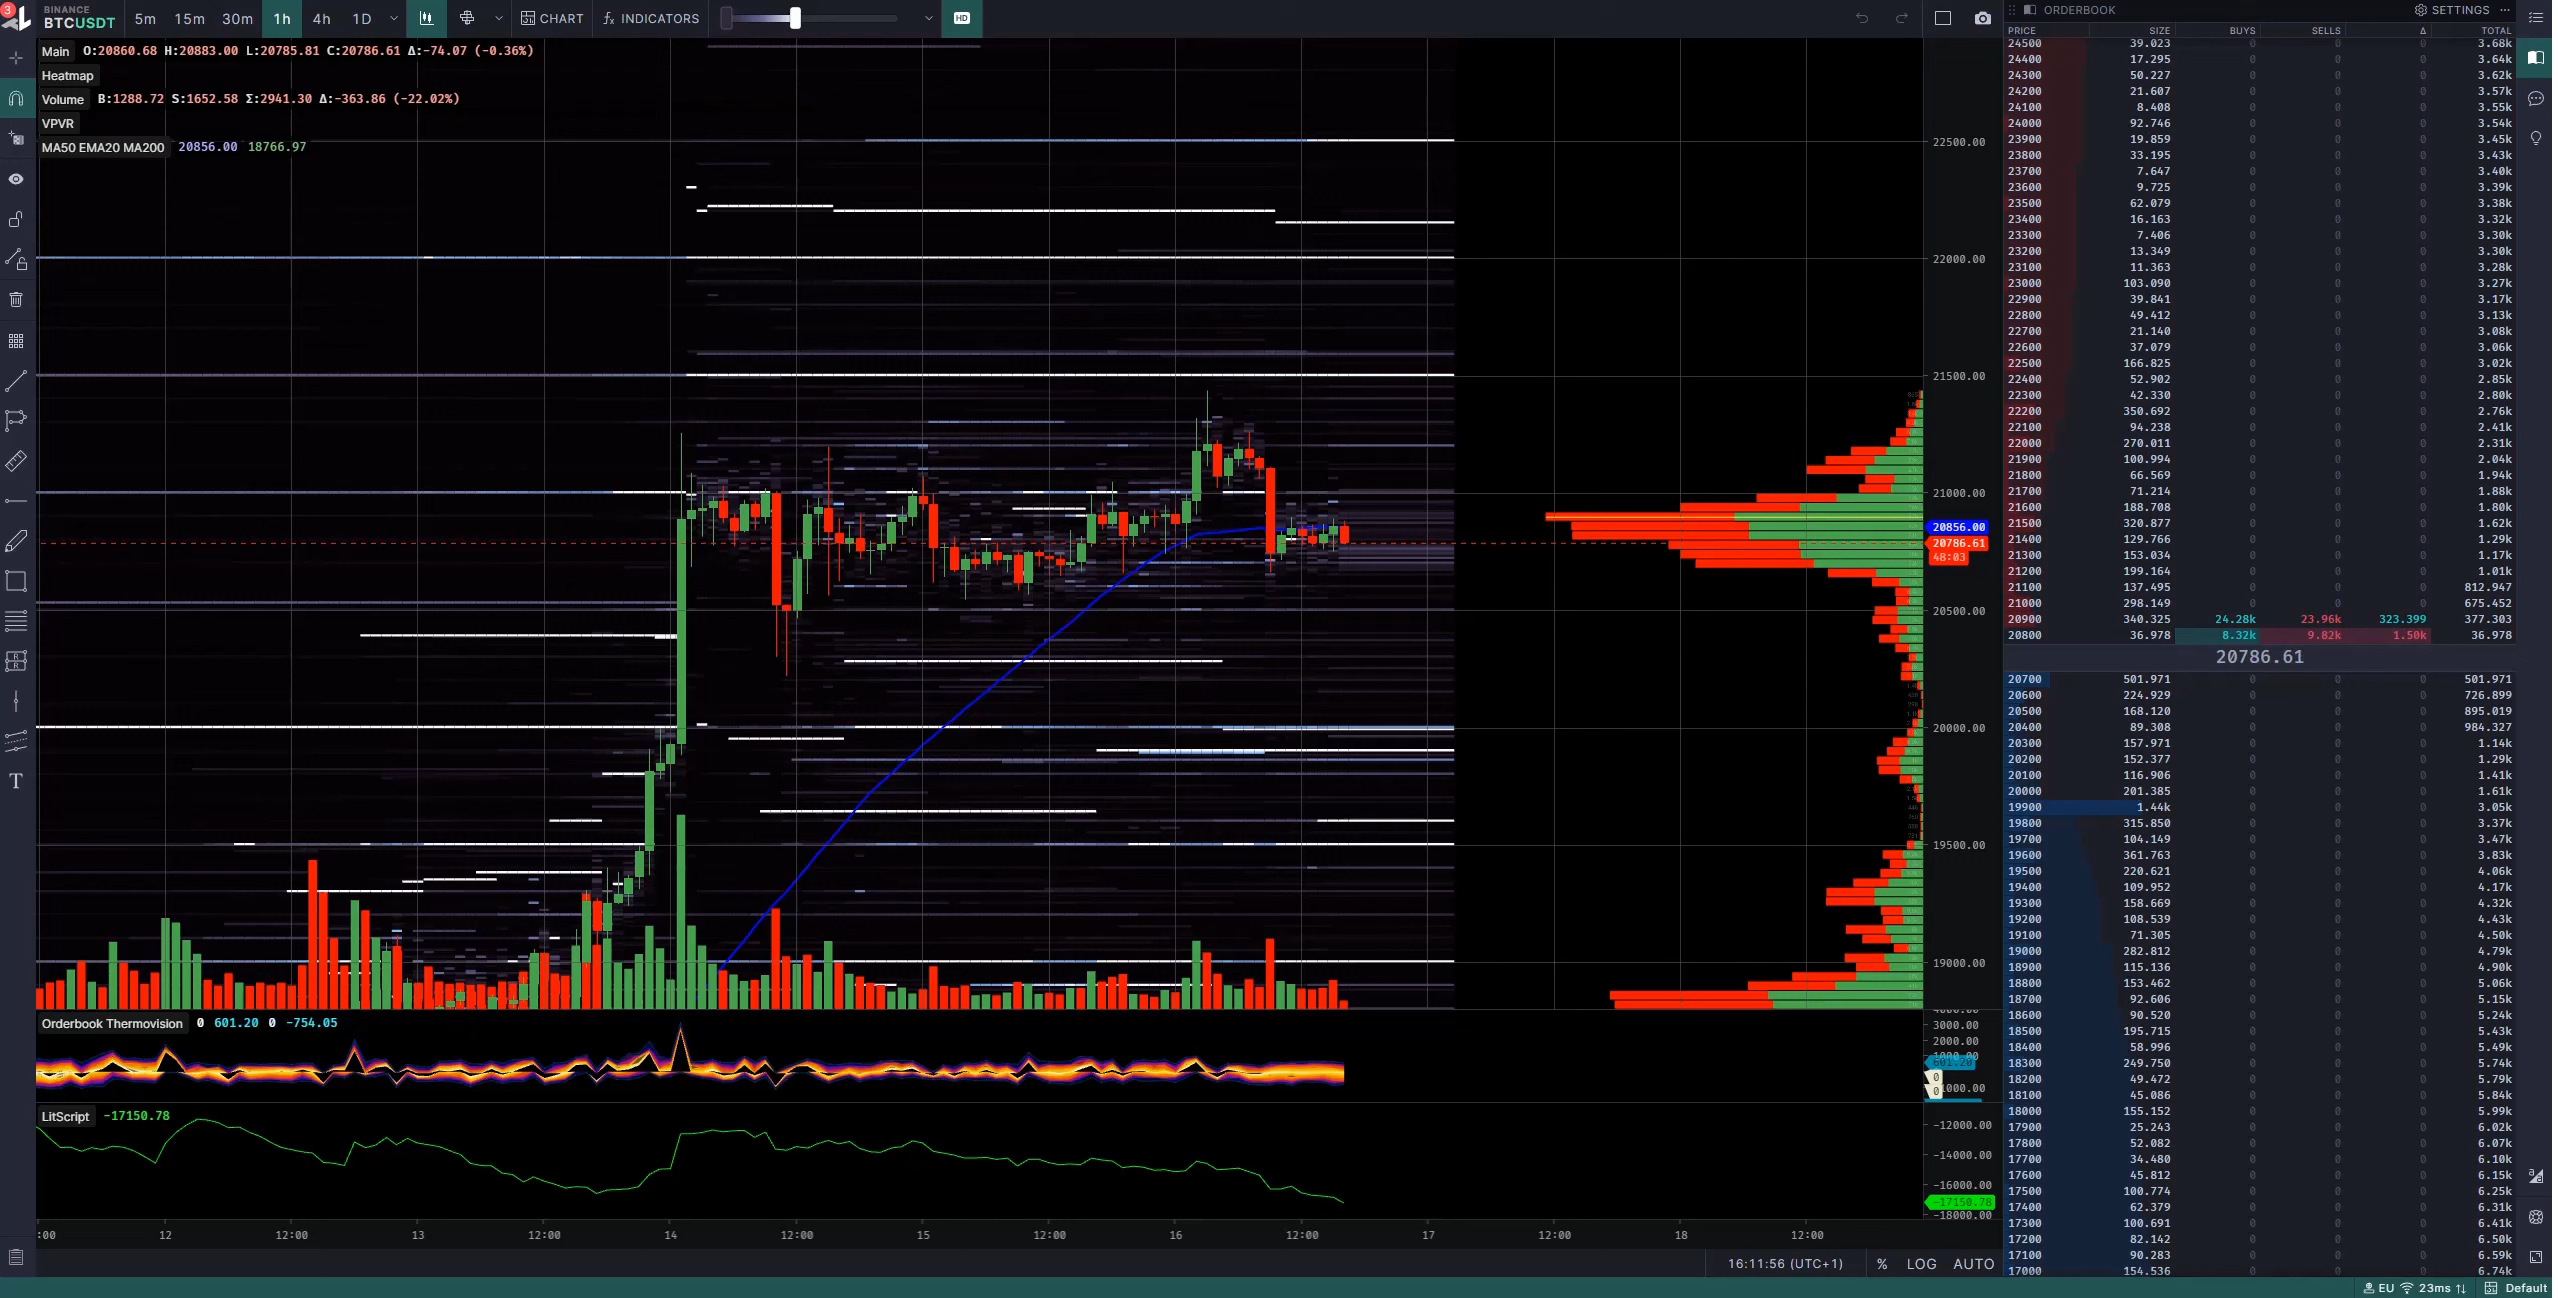 3
BINANCE
BTCUSDT
5m 15m 30m 1h 4h 1D
CHART
fx INDICATORS
HD
Main O:20860.68 H:20883.00 L:20785.81 C:20786.61 Δ:-74.07 (-0.36%)
Heatmap
Volume B:1288.72 S:1652.58 Σ:2941.30 Δ:-363.86 (-22.02%)
VPVR
MA50 EMA20 MA200 20856.00 18766.97
22500.00
22000.00
21500.00
21000.00
20856.00
20786.61
48:03
20500.00
20000.00
19500.00
19000.00
T
Orderbook Thermovision 0 601.20 0 -754.05
3000.00
2000.00
601.20
0
0
LitScript -17150.78
-12000.00
-14000.00
-16000.00
-17150.78
-18000.00
:00 12 12:00 13 12:00 14 12:00 15 12:00 16 12:00 17 12:00 18 12:00
16:11:56 (UTC+1) % LOG AUTO
ORDERBOOK SETTINGS ...
PRICE SIZE BUYS SELLS Δ TOTAL
24500 39.023 0 0 0 3.68k
24400 17.295 0 0 0 3.64k
24300 50.227 0 0 0 3.62k
24200 21.607 0 0 0 3.57k
24100 8.408 0 0 0 3.55k
24000 92.746 0 0 0 3.54k
23900 19.859 0 0 0 3.45k
23800 33.195 0 0 0 3.43k
23700 7.647 0 0 0 3.40k
23600 9.725 0 0 0 3.39k
23500 62.079 0 0 0 3.38k
23400 16.163 0 0 0 3.32k
23300 7.406 0 0 0 3.30k
23200 13.349 0 0 0 3.30k
23100 11.363 0 0 0 3.28k
23000 103.090 0 0 0 3.27k
22900 39.841 0 0 0 3.17k
22800 49.412 0 0 0 3.13k
22700 21.140 0 0 0 3.08k
22600 37.079 0 0 0 3.06k
22500 166.825 0 0 0 3.02k
22400 52.902 0 0 0 2.85k
22300 42.330 0 0 0 2.80k
22200 350.692 0 0 0 2.76k
22100 94.238 0 0 0 2.41k
22000 270.011 0 0 0 2.31k
21900 100.994 0 0 0 2.04k
21800 66.569 0 0 0 1.94k
21700 71.214 0 0 0 1.88k
21600 188.708 0 0 0 1.80k
21500 320.877 0 0 0 1.62k
21400 129.766 0 0 0 1.29k
21300 153.034 0 0 0 1.17k
21200 199.164 0 0 0 1.01k
21100 137.495 0 0 0 812.947
21000 298.149 0 0 0 675.452
20900 340.325 24.28k 23.96k 323.399 377.303
20800 36.978 8.32k 9.82k 1.50k 36.978
20786.61
20700 501.971 0 0 0 501.971
20600 224.929 0 0 0 726.899
20500 168.120 0 0 0 895.019
20400 89.308 0 0 0 984.327
20300 157.971 0 0 0 1.14k
20200 152.377 0 0 0 1.29k
20100 116.906 0 0 0 1.41k
20000 201.385 0 0 0 1.61k
19900 1.44k 0 0 0 3.05k
19800 315.850 0 0 0 3.37k
19700 104.149 0 0 0 3.47k
19600 361.763 0 0 0 3.83k
19500 220.621 0 0 0 4.06k
19400 109.952 0 0 0 4.17k
19300 158.669 0 0 0 4.32k
19200 108.539 0 0 0 4.43k
19100 71.305 0 0 0 4.50k
19000 282.812 0 0 0 4.79k
18900 115.136 0 0 0 4.90k
18800 153.462 0 0 0 5.06k
18700 92.606 0 0 0 5.15k
18600 90.520 0 0 0 5.24k
18500 195.715 0 0 0 5.43k
18400 58.996 0 0 0 5.49k
18300 249.750 0 0 0 5.74k
18200 49.472 0 0 0 5.79k
18100 45.086 0 0 0 5.84k
18000 155.152 0 0 0 5.99k
17900 25.243 0 0 0 6.02k
17800 52.082 0 0 0 6.07k
17700 34.480 0 0 0 6.10k
17600 45.812 0 0 0 6.15k
17500 100.774 0 0 0 6.25k
17400 62.379 0 0 0 6.31k
17300 100.691 0 0 0 6.41k
17200 82.142 0 0 0 6.50k
17100 90.283 0 0 0 6.59k
17000 154.536 0 0 0 6.74k
EU 23ms Default